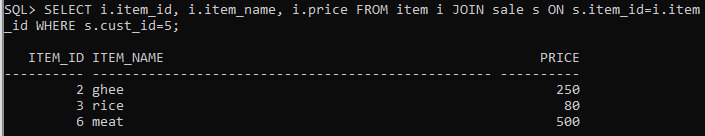 SQL> SELECT i.item_id, i.item_name, i.price FROM item i JOIN sale s ON s.item_id=i.item
_id WHERE s.cust_id=5;
ITEM_ID ITEM_NAME PRICE
---------- -------------------------------------------------- ----------
2 ghee 250
3 rice 80
6 meat 500